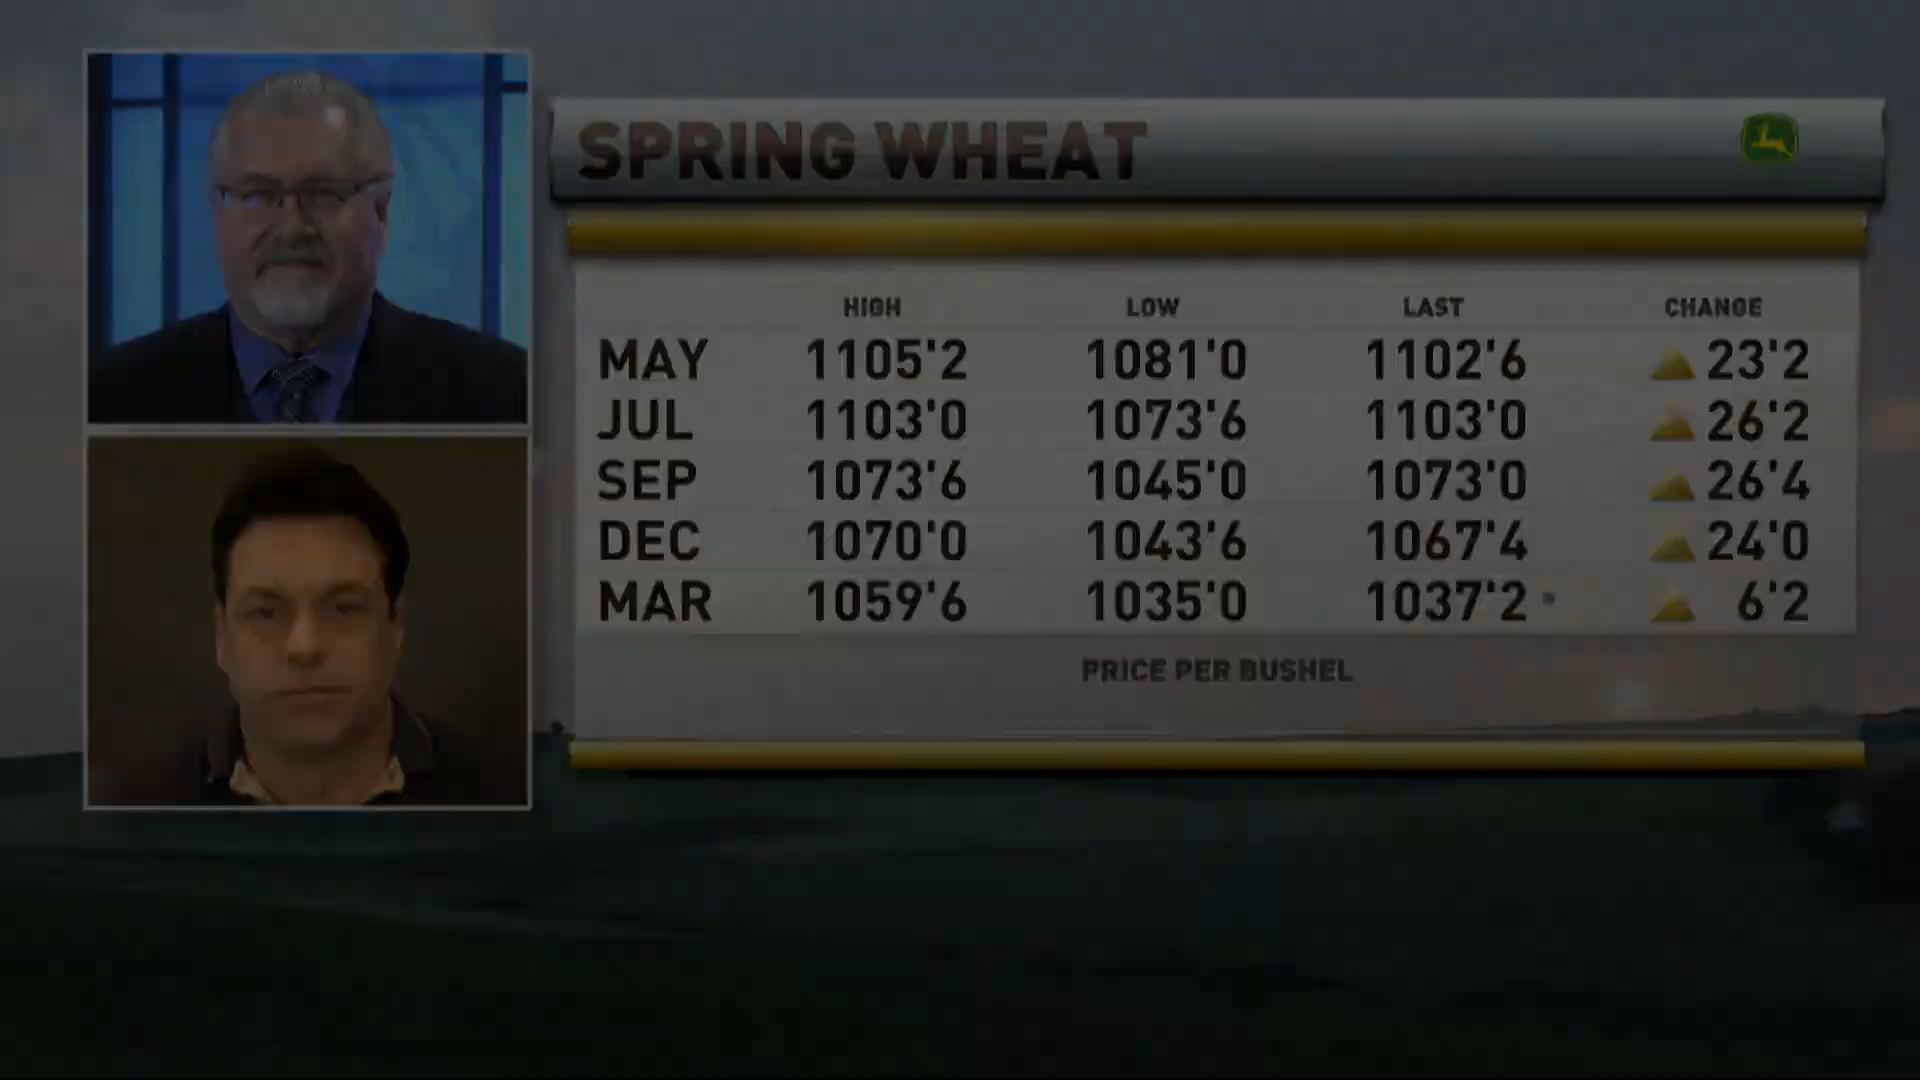 SPRING WHEAT
HIGH LOW LAST CHANGE
MAY 1105'2 1081'0 1102'6 23'2
JUL 1103'0 1073'6 1103'0 26'2
SEP 1073'6 1045'0 1073'0 26'4
DEC 1070'0 1043'6 1067'4 24'0
MAR 1059'6 1035'0 1037'2 6'2
PRICE PER BUSHEL